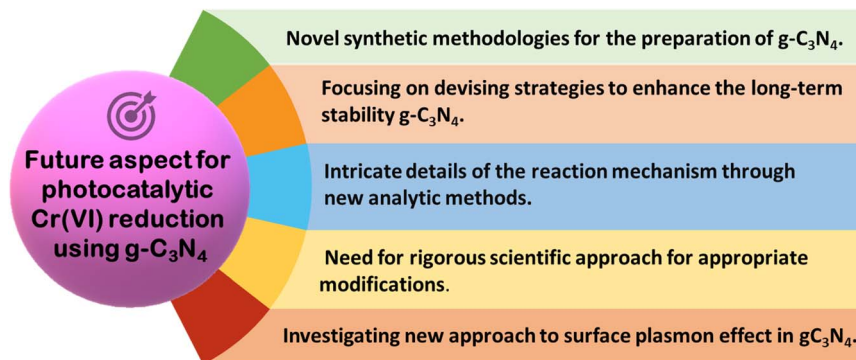 Future aspect for
photocatalytic
Cr(VI) reduction
using g-C₃N₄
Novel synthetic methodologies for the preparation of g-C₃N₄.
Focusing on devising strategies to enhance the long-term
stability g-C₃N₄.
Intricate details of the reaction mechanism through
new analytic methods.
Need for rigorous scientific approach for appropriate
modifications.
Investigating new approach to surface plasmon effect in gC₃N₄.